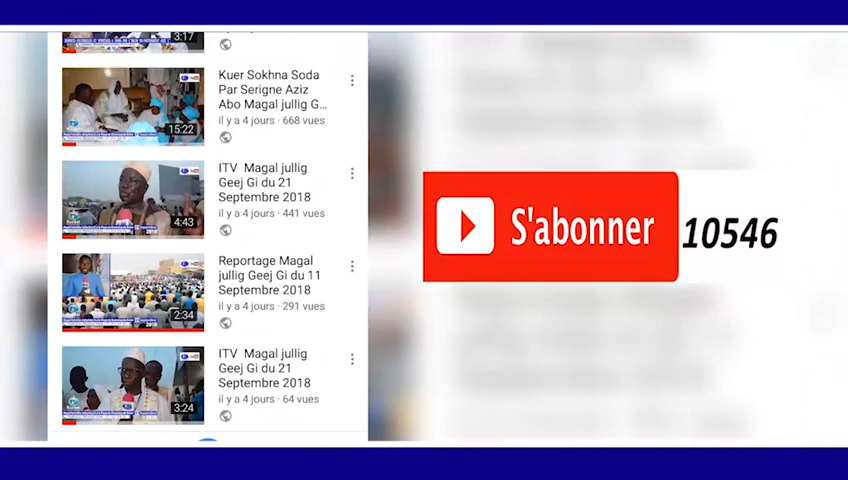 3:17
Kuer Sokhna Soda
Par Serigne Aziz
Abo Magal jullig G...
il y a 4 jours · 668 vues
15:22
ITV Magal jullig
Geej Gi du 21
Septembre 2018
il y a 4 jours · 441 vues
4:43
Reportage Magal
jullig Geej Gi du 11
Septembre 2018
il y a 4 jours · 291 vues
2:34
ITV Magal jullig
Geej Gi du 21
Septembre 2018
il y a 4 jours · 64 vues
3:24
S'abonner
10546